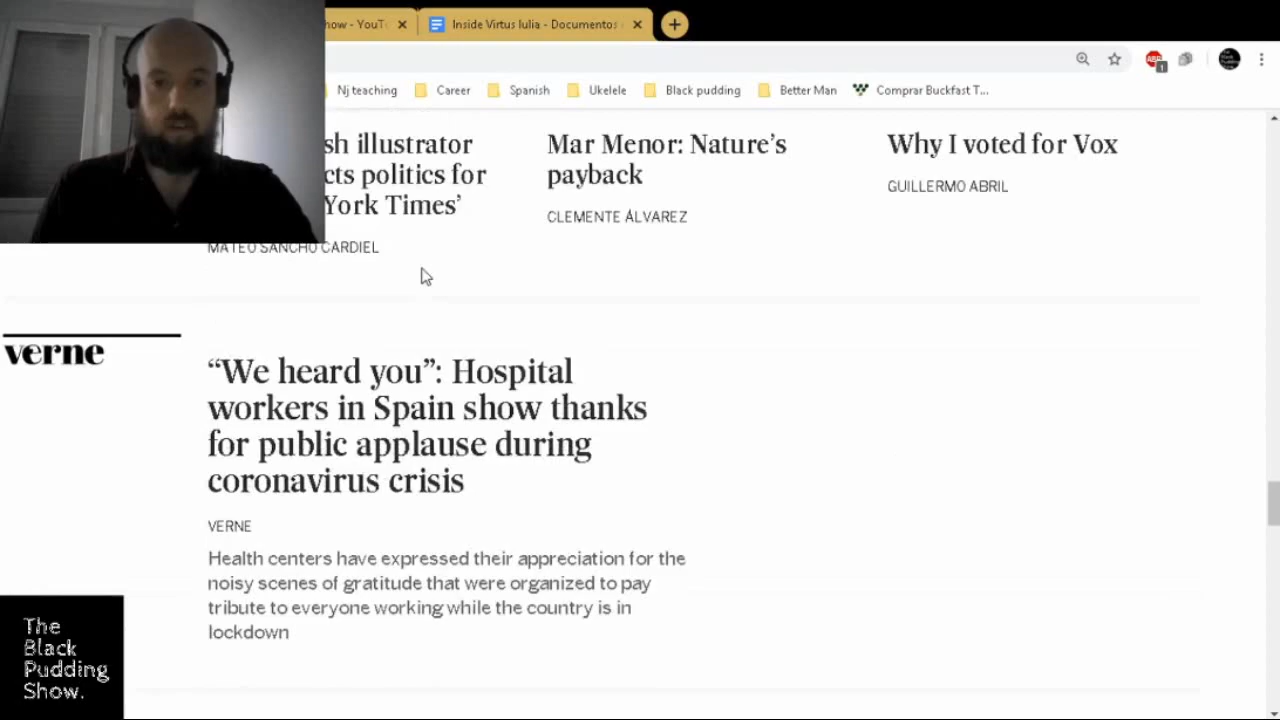 how - YouT
Inside Virtus Iulia - Documentos
Nj teaching
Career
Spanish
Ukelele
Black pudding
Better Man
Comprar Buckfast T...
sh illustrator
cts politics for
York Times’
MATEO SANCHO CARDIEL
Mar Menor: Nature’s
payback
CLEMENTE ÁLVAREZ
Why I voted for Vox
GUILLERMO ABRIL
verne
“We heard you”: Hospital
workers in Spain show thanks
for public applause during
coronavirus crisis
VERNE
Health centers have expressed their appreciation for the
noisy scenes of gratitude that were organized to pay
tribute to everyone working while the country is in
lockdown
The
Black
Pudding
Show.